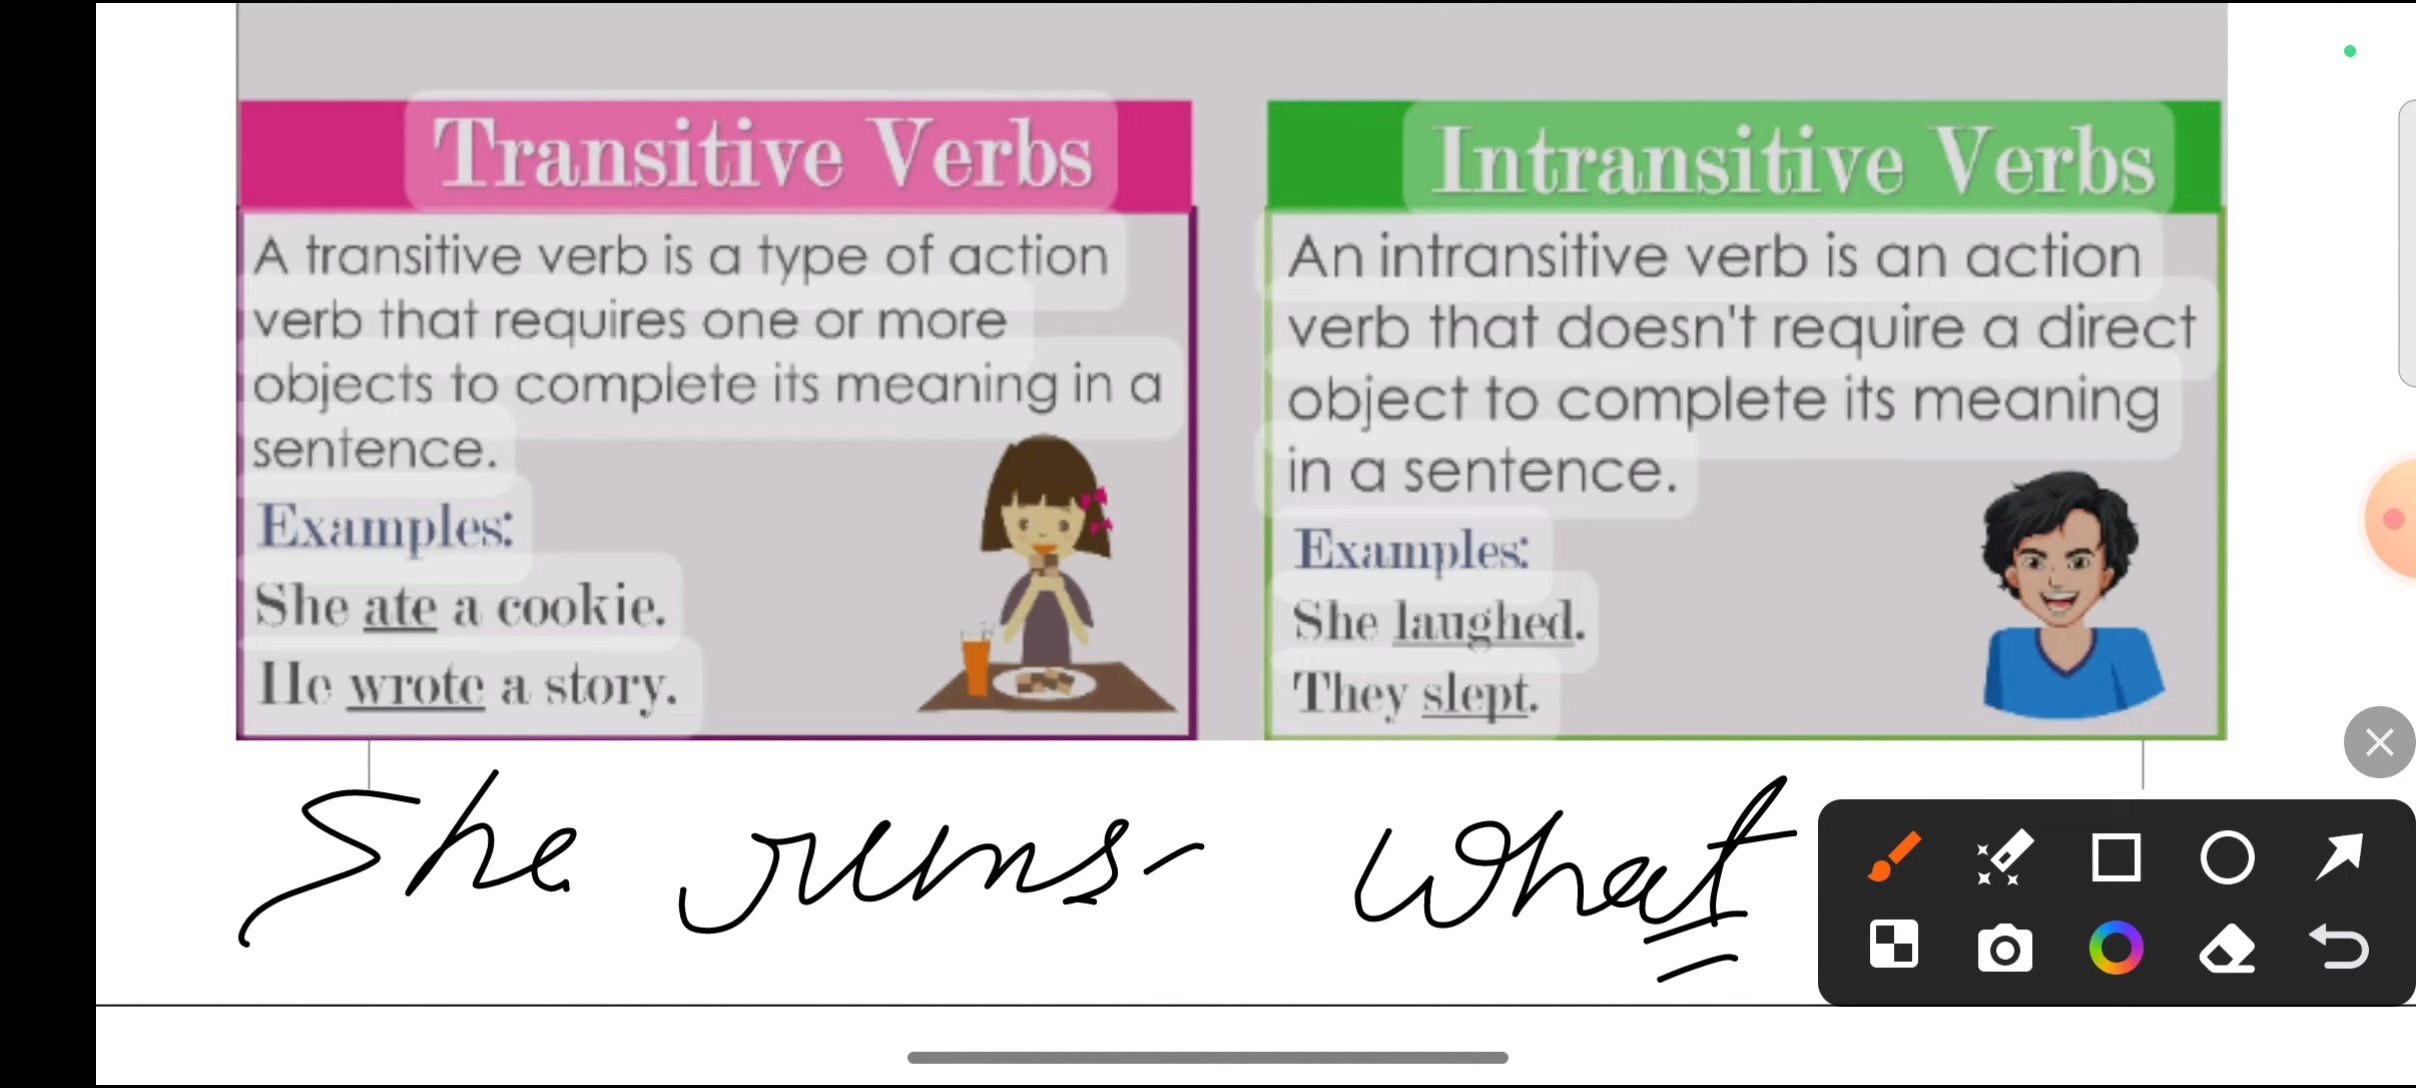 Transitive Verbs
A transitive verb is a type of action
verb that requires one or more
objects to complete its meaning in a
sentence.
Examples:
She ate a cookie.
He wrote a story.
Intransitive Verbs
An intransitive verb is an action
verb that doesn't require a direct
object to complete its meaning
in a sentence.
Examples:
She laughed.
They slept.
She runs- what